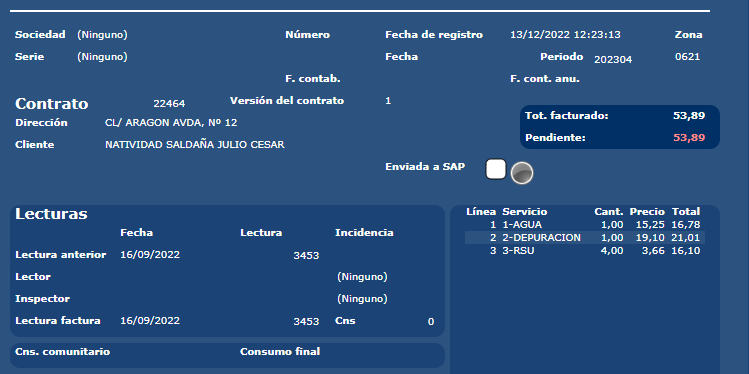 Sociedad (Ninguno) Número Fecha de registro 13/12/2022 12:23:13 Zona
Serie (Ninguno) Fecha Periodo 202304 0621
F. contab. F. cont. anu.
Contrato 22464 Versión del contrato 1
Dirección CL/ ARAGON AVDA, Nº 12
Cliente NATIVIDAD SALDAÑA JULIO CESAR
Tot. facturado: 53,89
Pendiente: 53,89
Enviada a SAP
Lecturas
Fecha Lectura Incidencia
Lectura anterior 16/09/2022 3453
Lector (Ninguno)
Inspector (Ninguno)
Lectura factura 16/09/2022 3453 Cns 0
Cns. comunitario Consumo final
Línea Servicio Cant. Precio Total
1 1-AGUA 1,00 15,25 16,78
2 2-DEPURACION 1,00 19,10 21,01
3 3-RSU 4,00 3,66 16,10